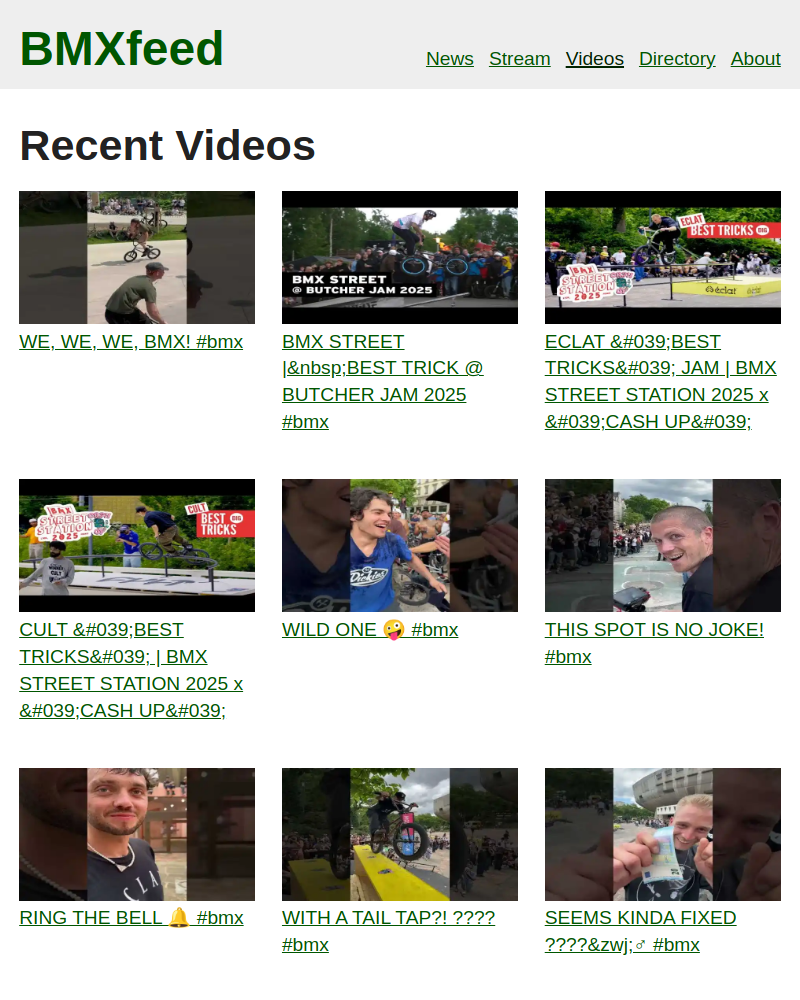 BMXfeed
News Stream Videos Directory About
Recent Videos
WE, WE, WE, BMX! #bmx
BMX STREET
@ BUTCHER JAM 2025
BMX STREET
|&nbsp;BEST TRICK @
BUTCHER JAM 2025
#bmx
ECLAT
BEST TRICKS
BMX
STREET
STATION
2025
éclat
ECLAT &#039;BEST
TRICKS&#039; JAM | BMX
STREET STATION 2025 x
&#039;CASH UP&#039;
BMX
STREET
STATION
2025
CULT
BEST
TRICKS
CULT
CULT &#039;BEST
TRICKS&#039; | BMX
STREET STATION 2025 x
&#039;CASH UP&#039;
Dickies
WILD ONE 🤪 #bmx
THIS SPOT IS NO JOKE!
#bmx
CLA
RING THE BELL 🔔 #bmx
WITH A TAIL TAP?! ????
#bmx
SEEMS KINDA FIXED
????&zwj;♂ #bmx